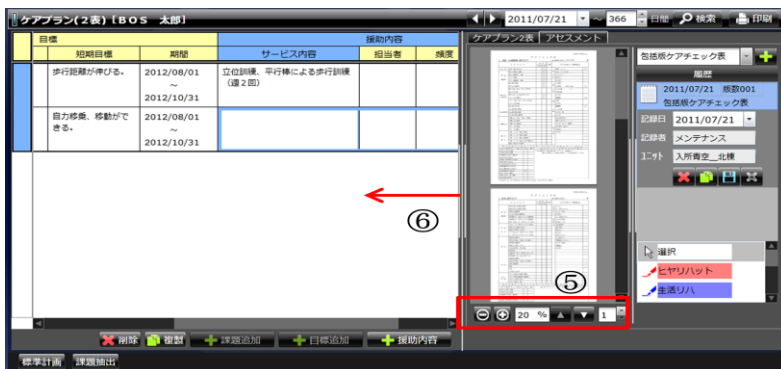 ケアプラン(2表)[BOS 太郎]
2011/07/21 ～ 366 日間 検索 印刷
目標 援助内容
短期目標 期間 サービス内容 担当者 頻度
歩行距離が伸びる。 2012/08/01 立位訓練、平行棒による歩行訓練
～ （週2回）
2012/10/31
自力移乗、移動がで 2012/08/01
きる。 ～
2012/10/31
⑥
削除 複製 課題追加 目標追加 援助内容
標準計画 課題抽出
ケアプラン2表 アセスメント
⑤
20 % 1
包括版ケアチェック表
履歴
2011/07/21 版数001
包括版ケアチェック表
記録日 2011/07/21
記録者 メンテナンス
ユニット 入所青空__北棟
選択
ヒヤリハット
生活リハ